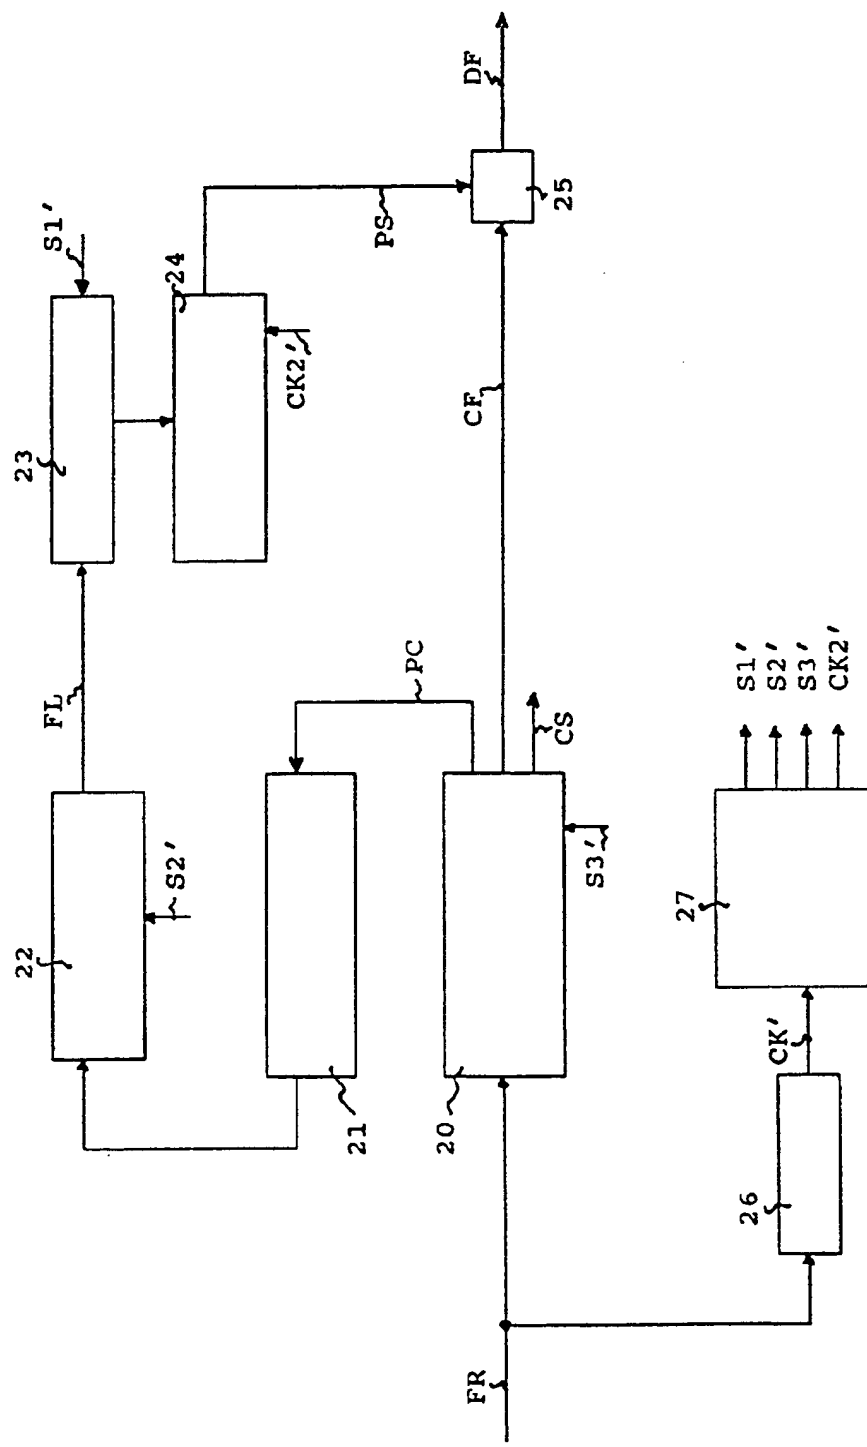 DF
25
PS
S1'
24
CK2'
23
CF
FL
PC
CS
S1'
S2'
S3'
CK2'
22
S2'
S3'
27
21
20
CK'
26
FR